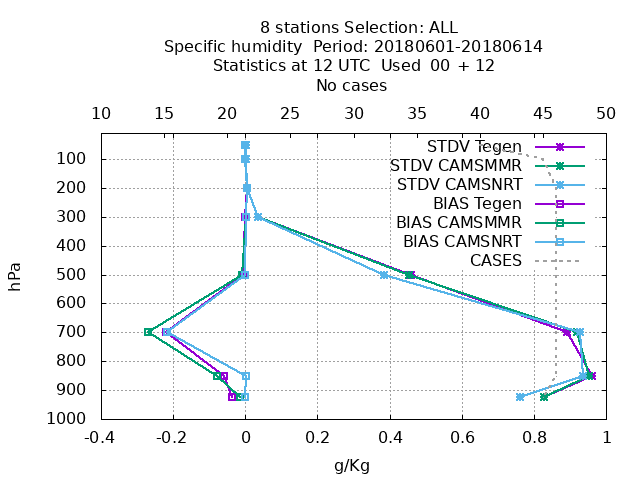 8 stations Selection: ALL
Specific humidity  Period: 20180601-20180614
Statistics at 12 UTC  Used  00 + 12
No cases
10 15 20 25 30 35 40 45 50
STDV Tegen
STDV CAMSMMR
STDV CAMSNRT
BIAS Tegen
BIAS CAMSMMR
BIAS CAMSNRT
CASES
hPa
100
200
300
400
500
600
700
800
900
1000
-0.4 -0.2 0 0.2 0.4 0.6 0.8 1
g/Kg